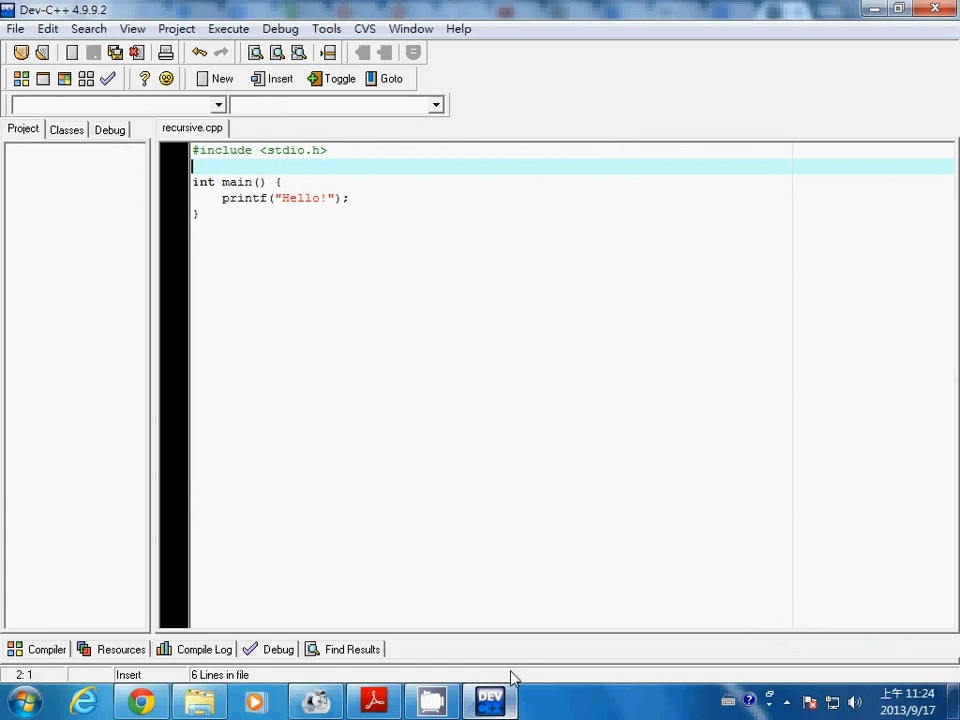 Dev-C++ 4.9.9.2
File Edit Search View Project Execute Debug Tools CVS Window Help
New Insert Toggle Goto
Project Classes Debug recursive.cpp
#include <stdio.h>
int main() {
printf("Hello!");
}
Compiler Resources Compile Log Debug Find Results
2: 1 Insert 6 Lines in file
DEV C++
上午 11:24
2013/9/17